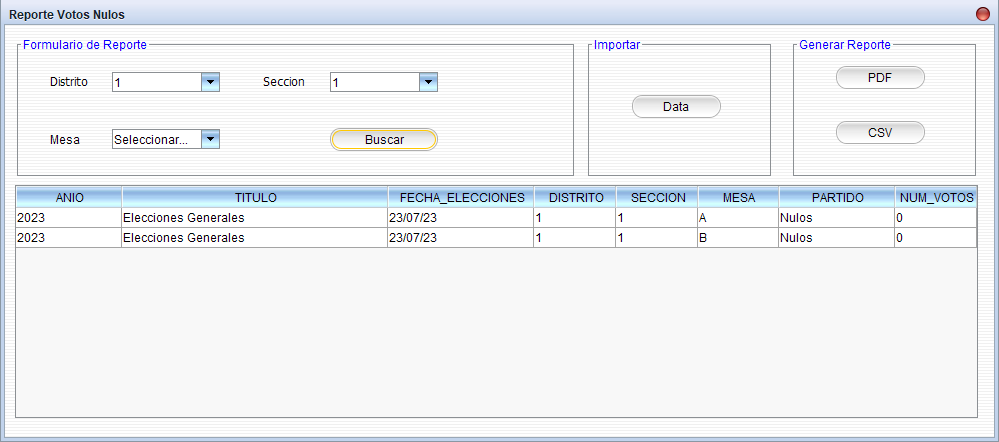 Reporte Votos Nulos
Formulario de Reporte
Importar
Generar Reporte
Distrito 1 Seccion 1
PDF
Data
Mesa Seleccionar... Buscar
CSV
ANIO TITULO FECHA_ELECCIONES DISTRITO SECCION MESA PARTIDO NUM_VOTOS
2023 Elecciones Generales 23/07/23 1 1 A Nulos 0
2023 Elecciones Generales 23/07/23 1 1 B Nulos 0